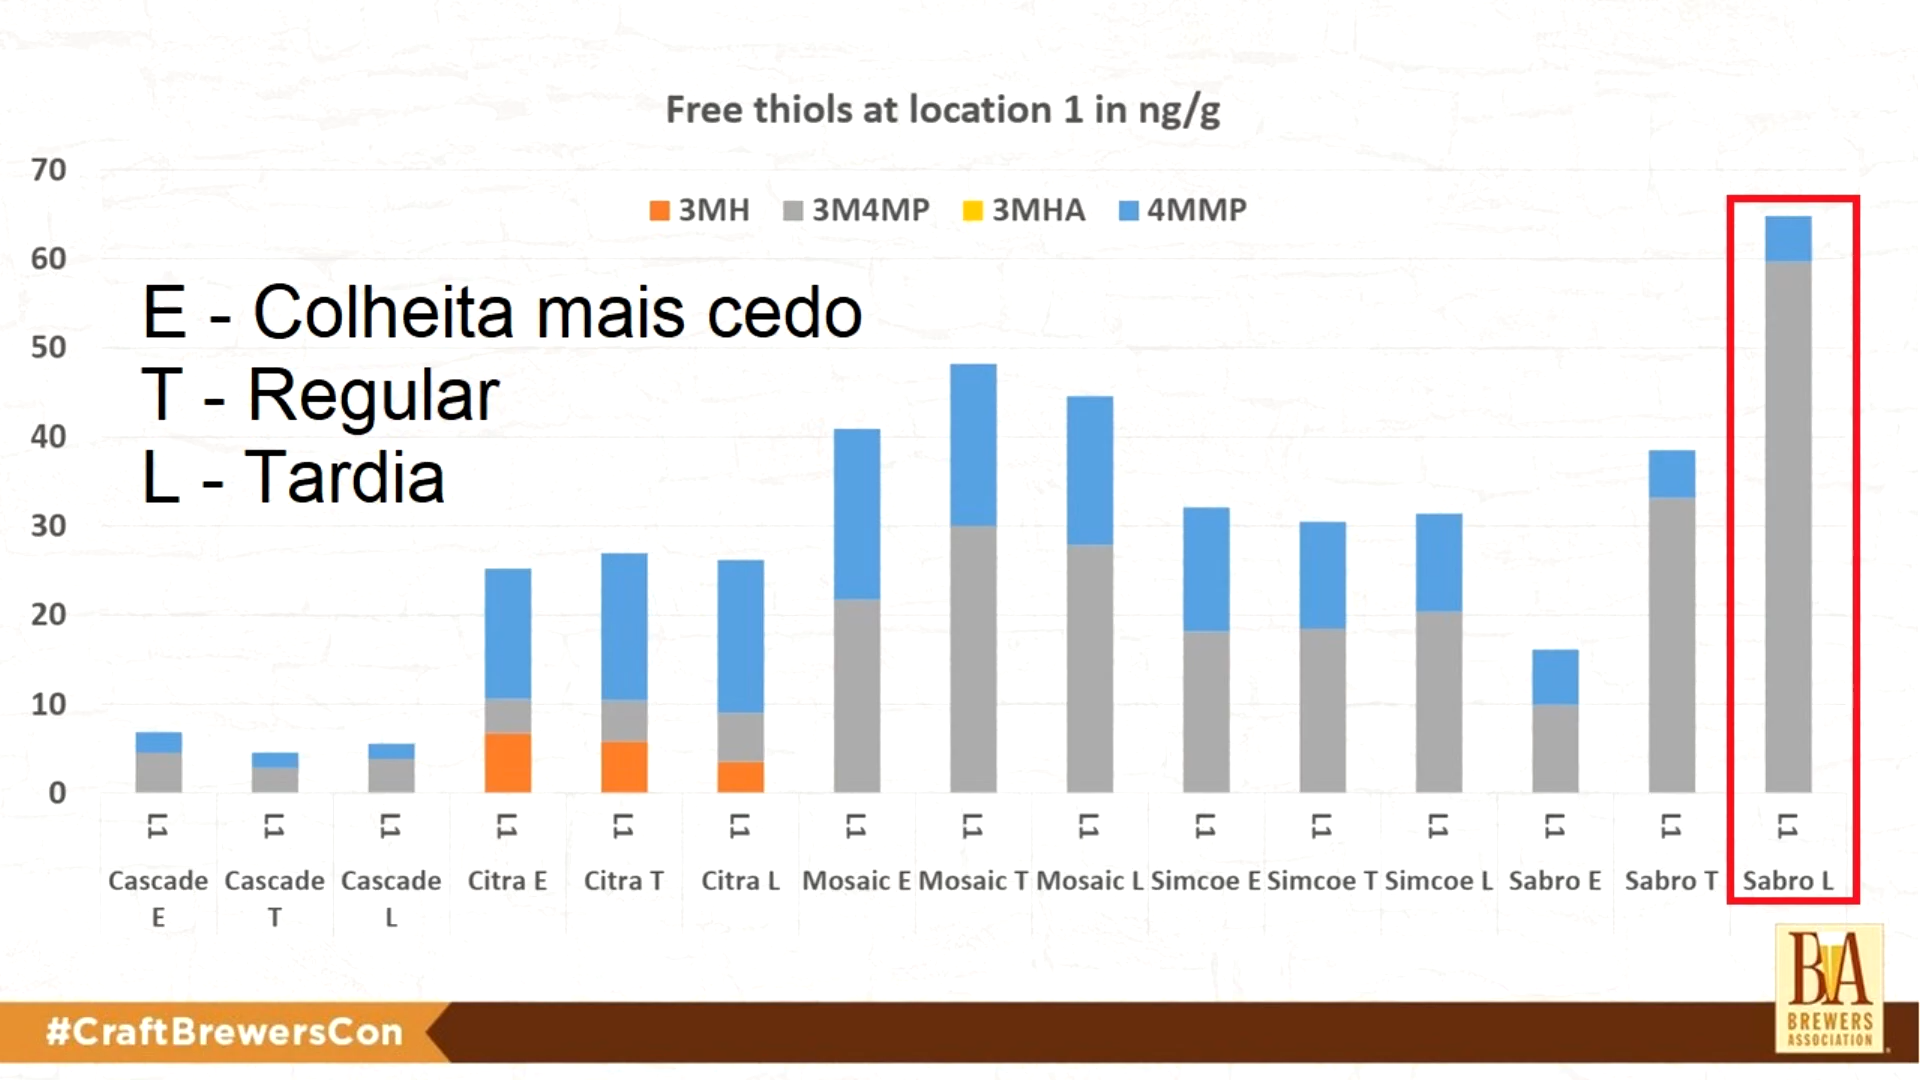 Free thiols at location 1 in ng/g
3MH 3M4MP 3MHA 4MMP
70
60
50
40
30
20
10
0
E - Colheita mais cedo
T - Regular
L - Tardia
L1 L1 L1 L1 L1 L1 L1 L1 L1 L1 L1 L1 L1 L1 L1
Cascade E Cascade T Cascade L Citra E Citra T Citra L Mosaic E Mosaic T Mosaic L Simcoe E Simcoe T Simcoe L Sabro E Sabro T Sabro L
#CraftBrewersCon
BA
BREWERS
ASSOCIATION